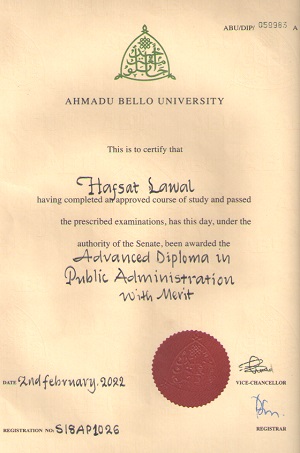 ABU/DIP/ 050983 A
AHMADU BELLO UNIVERSITY
This is to certify that
Hafsat Lawal
having completed an approved course of study and passed
the prescribed examinations, has this day, under the
authority of the Senate, been awarded the
Advanced Diploma in
Public Administration
With Merit
DATE 2nd february, 2022
VICE-CHANCELLOR
REGISTRATION NO: S18AP1026
REGISTRAR